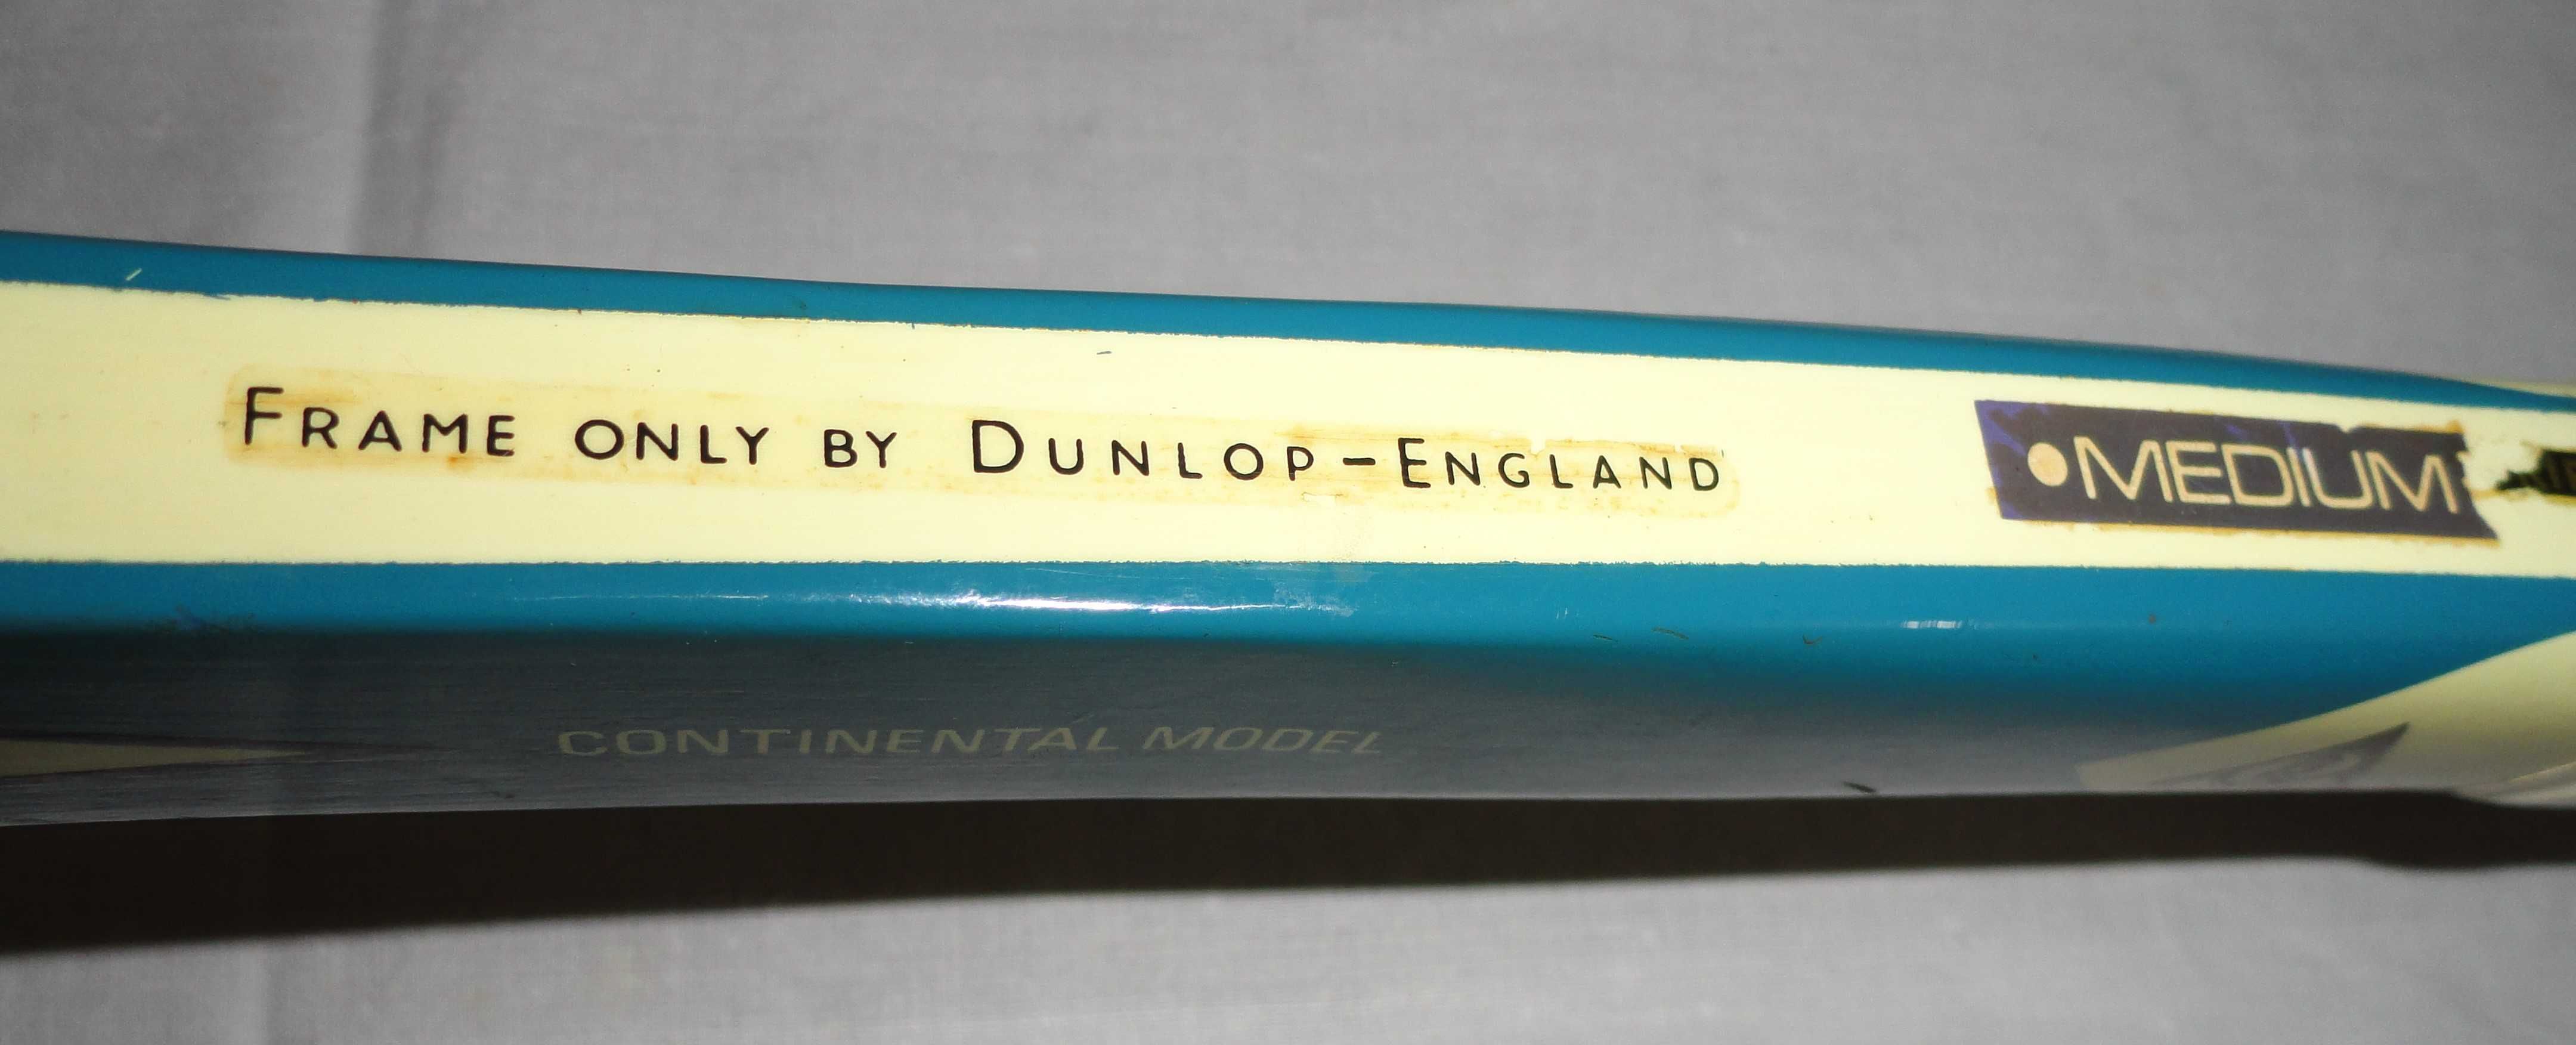 FRAME ONLY BY DUNLOP-ENGLAND
•MEDIUM
CONTINENTAL MODEL